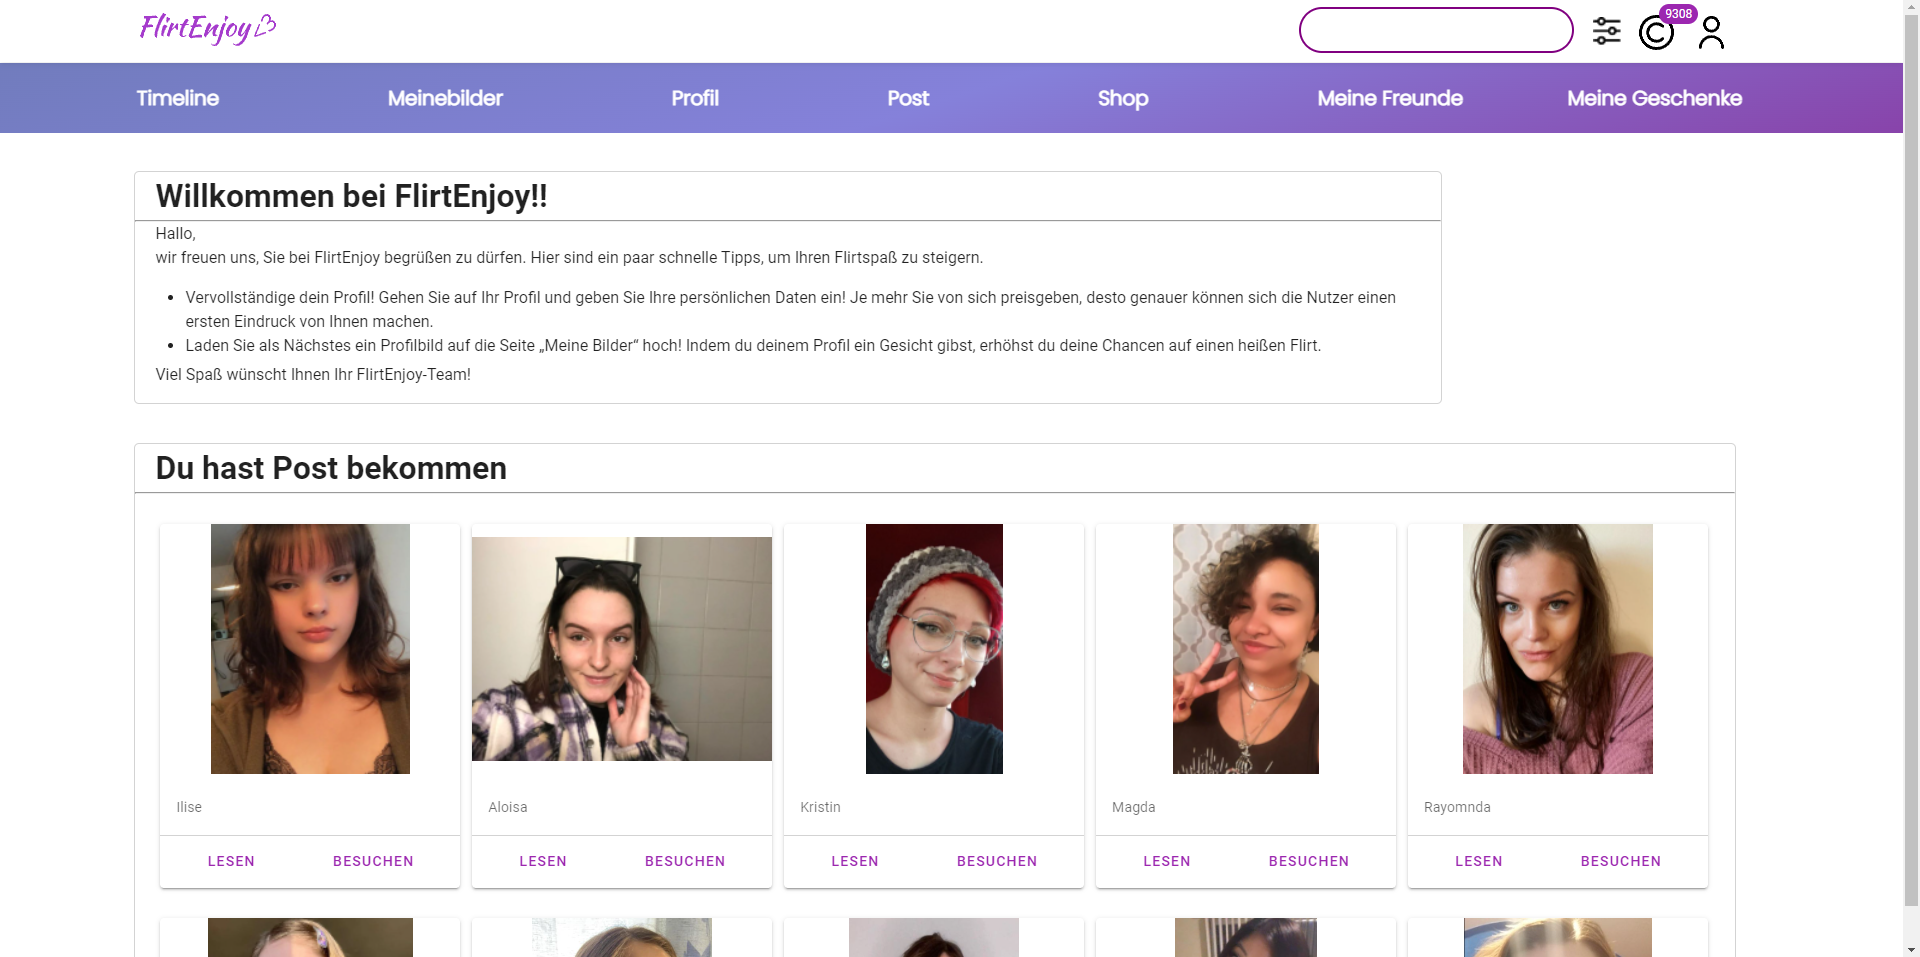 FlirtEnjoy
9308
Timeline Meinebilder Profil Post Shop Meine Freunde Meine Geschenke
Willkommen bei FlirtEnjoy!!
Hallo,
wir freuen uns, Sie bei FlirtEnjoy begrüßen zu dürfen. Hier sind ein paar schnelle Tipps, um Ihren Flirtspaß zu steigern.
Vervollständige dein Profil! Gehen Sie auf Ihr Profil und geben Sie Ihre persönlichen Daten ein! Je mehr Sie von sich preisgeben, desto genauer können sich die Nutzer einen
ersten Eindruck von Ihnen machen.
Laden Sie als Nächstes ein Profilbild auf die Seite „Meine Bilder“ hoch! Indem du deinem Profil ein Gesicht gibst, erhöhst du deine Chancen auf einen heißen Flirt.
Viel Spaß wünscht Ihnen Ihr FlirtEnjoy-Team!
Du hast Post bekommen
Ilise Aloisa Kristin Magda Rayomnda
LESEN BESUCHEN LESEN BESUCHEN LESEN BESUCHEN LESEN BESUCHEN LESEN BESUCHEN